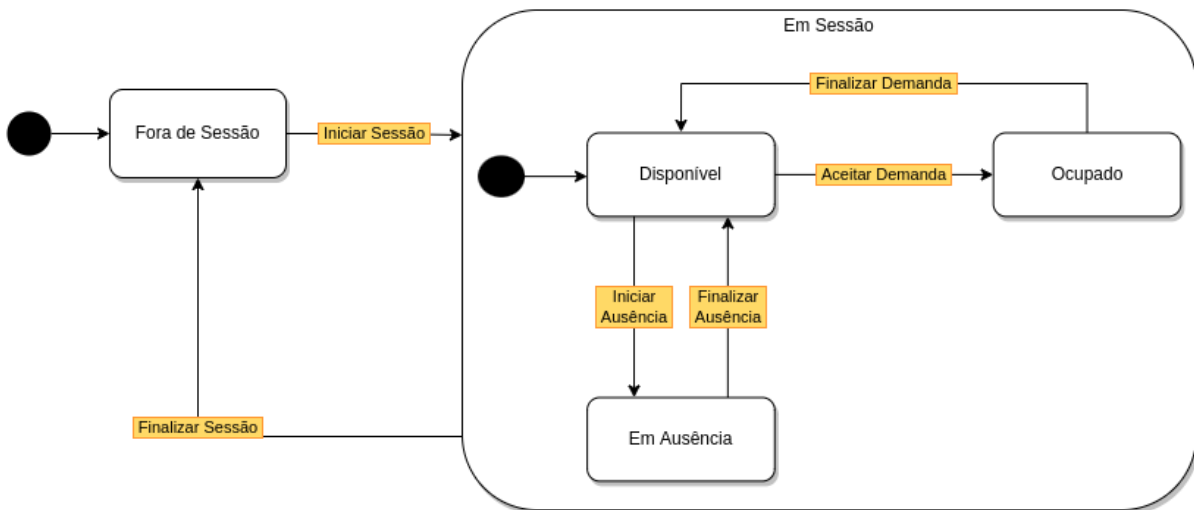 Em Sessão
Finalizar Demanda
Fora de Sessão
Iniciar Sessão
Disponível
Aceitar Demanda
Ocupado
Iniciar
Ausência
Finalizar
Ausência
Finalizar Sessão
Em Ausência